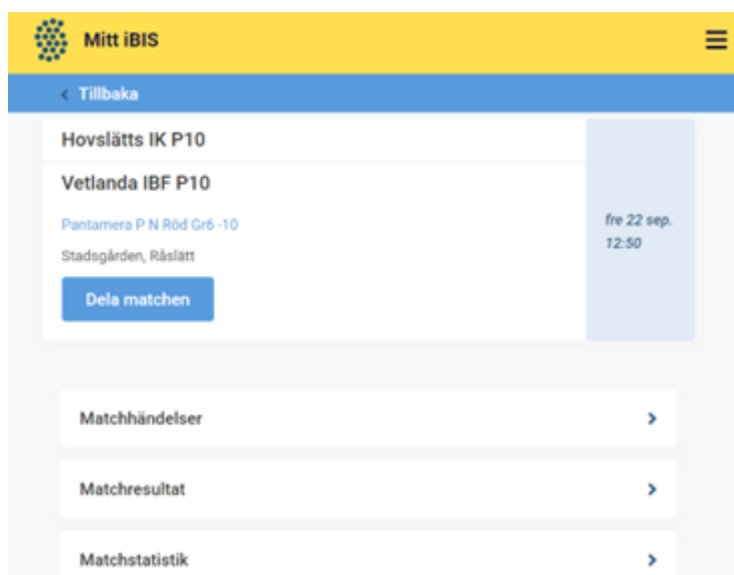 Mitt iBIS
Tillbaka
Hovslätts IK P10
Vetlanda IBF P10
Pantamera P N Röd Gr6 -10
Stadsgården, Råslätt
fre 22 sep.
12:50
Dela matchen
Matchhändelser
Matchresultat
Matchstatistik